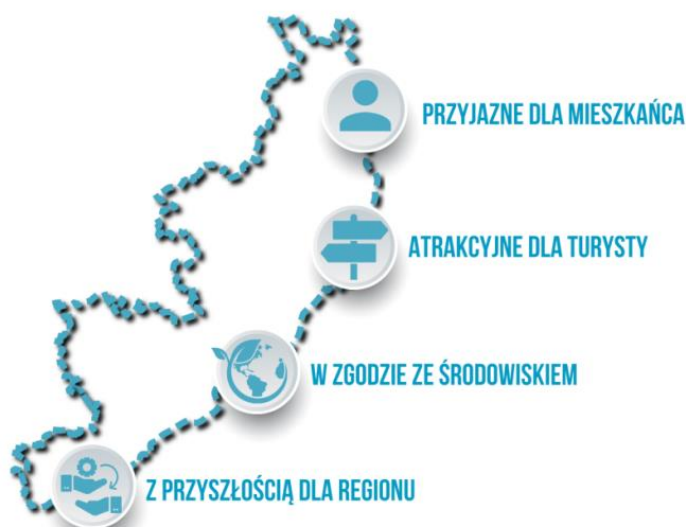 PRZYJAZNE DLA MIESZKAŃCA
ATRAKCYJNE DLA TURYSTY
W ZGODZIE ZE ŚRODOWISKIEM
Z PRZYSZŁOŚCIĄ DLA REGIONU